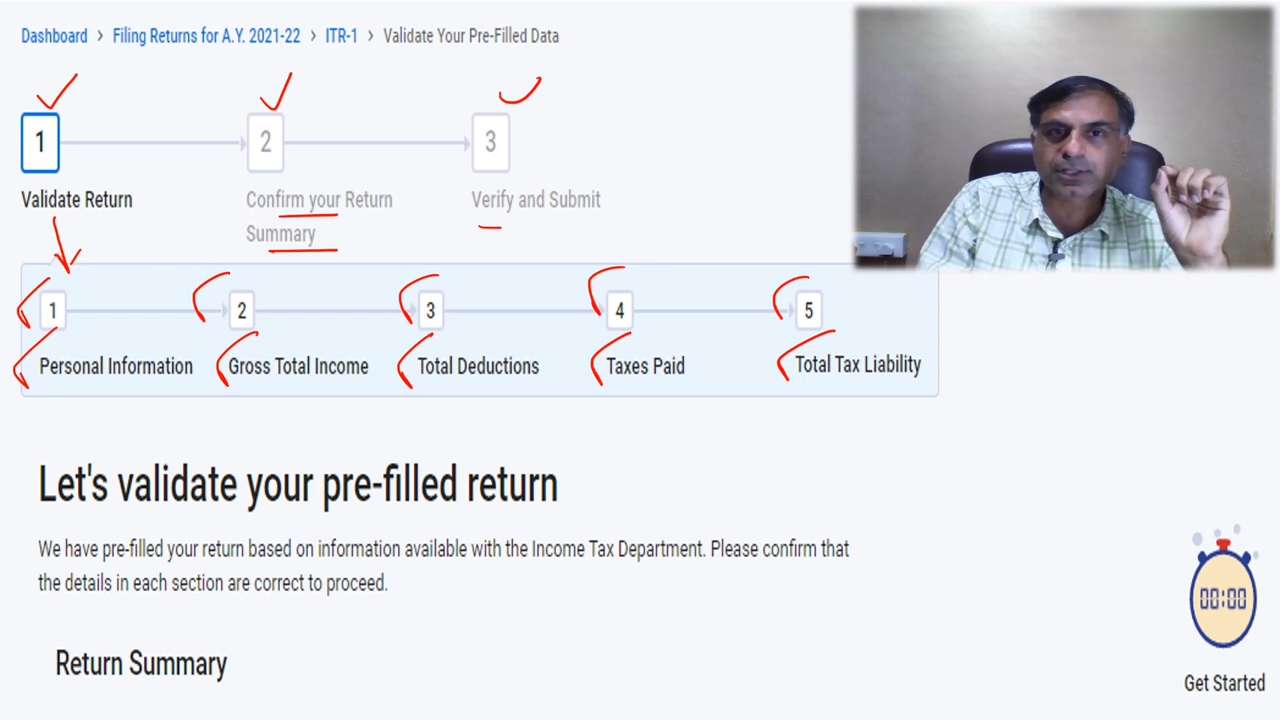 Dashboard > Filing Returns for A.Y. 2021-22 > ITR-1 > Validate Your Pre-Filled Data
1 2 3
Validate Return Confirm your Return Summary Verify and Submit
1 2 3 4 5
Personal Information Gross Total Income Total Deductions Taxes Paid Total Tax Liability
Let's validate your pre-filled return
We have pre-filled your return based on information available with the Income Tax Department. Please confirm that
the details in each section are correct to proceed.
00:00
Return Summary
Get Started